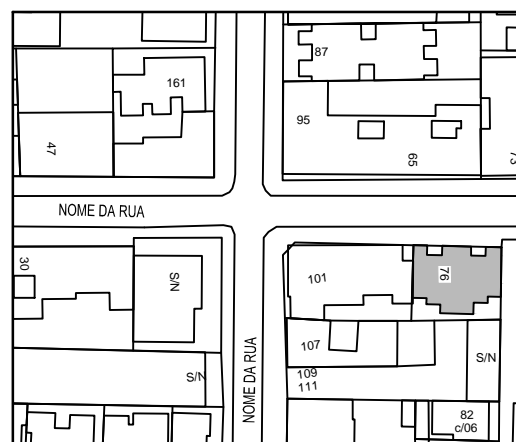 87
161
95
47
65
73
NOME DA RUA
30
S/N
101
76
107
NOME DA RUA
S/N
109
111
S/N
82
c/06